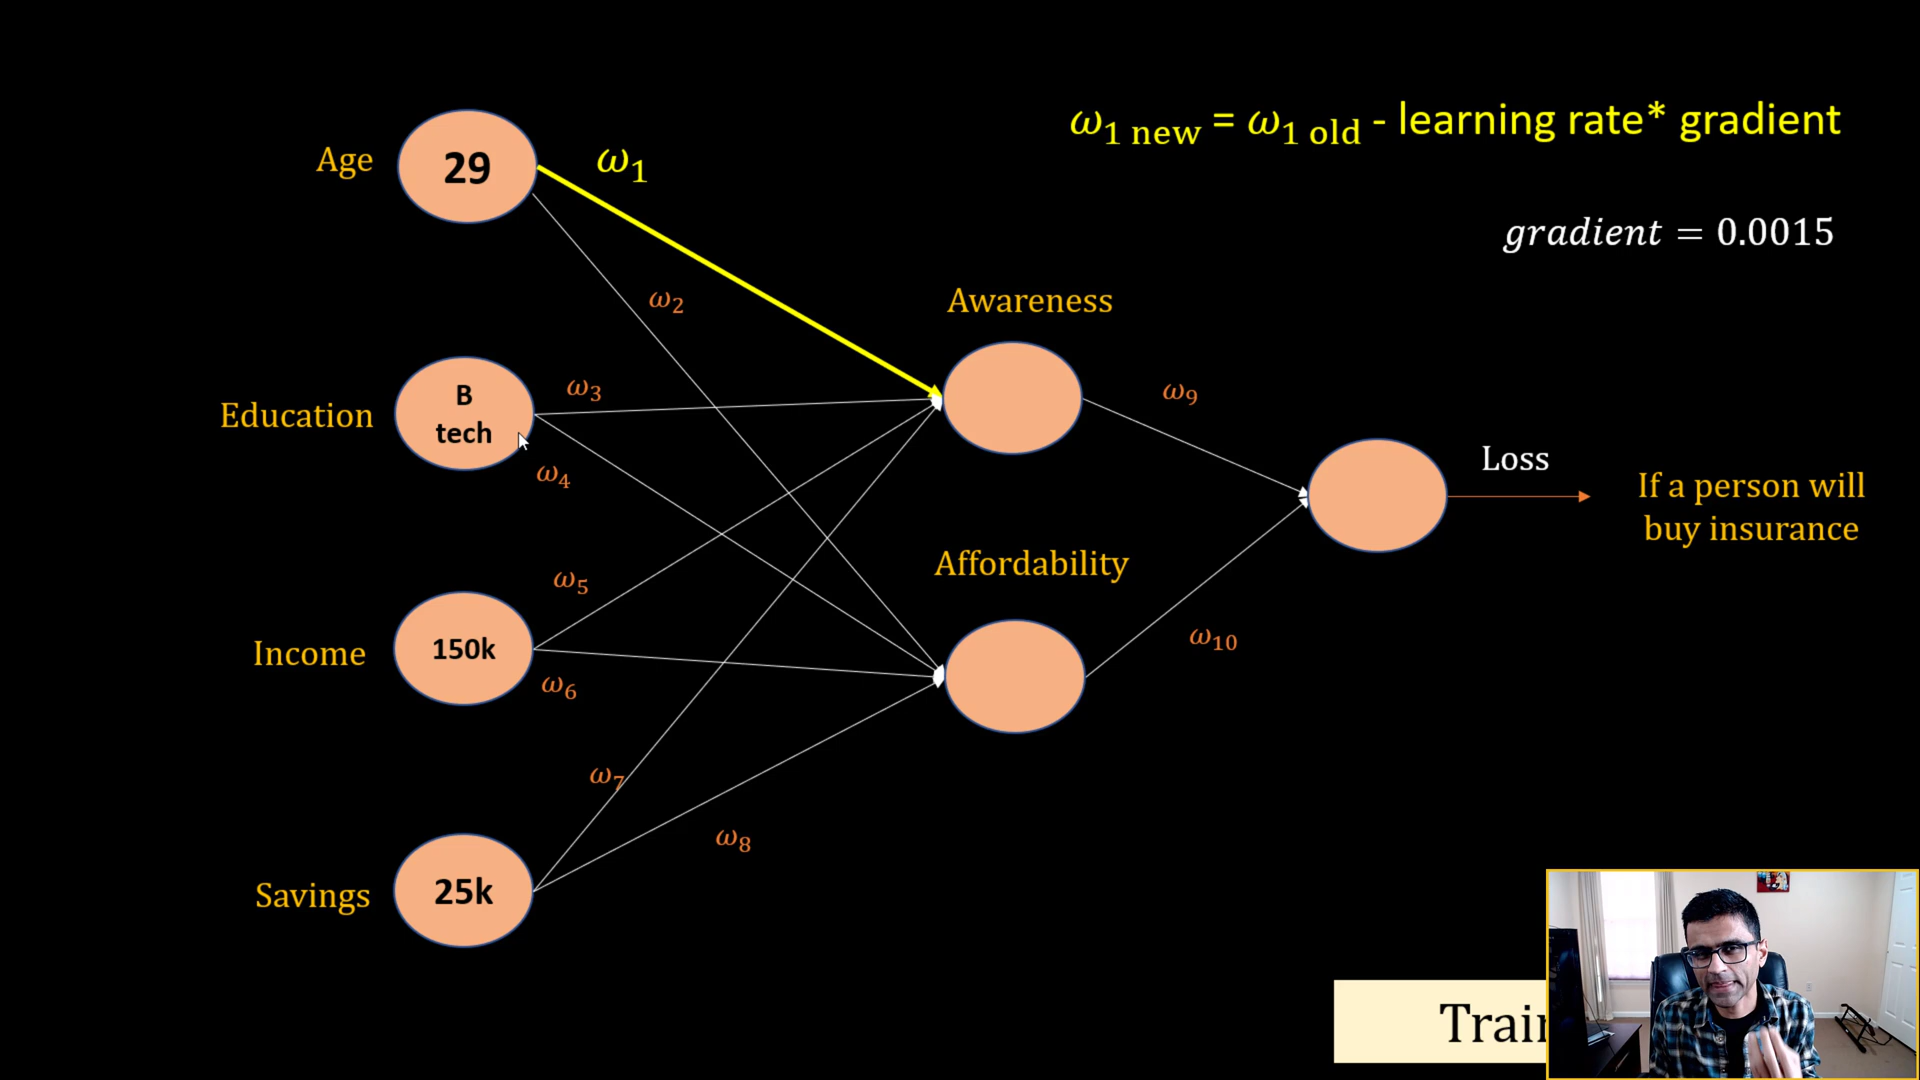 ω1 new = ω1 old - learning rate* gradient
Age
29
ω1
gradient = 0.0015
ω2
Awareness
Education
B
tech
ω3
ω4
ω9
Loss
If a person will
buy insurance
Affordability
ω5
Income
150k
ω6
ω10
ω7
ω8
Savings
25k